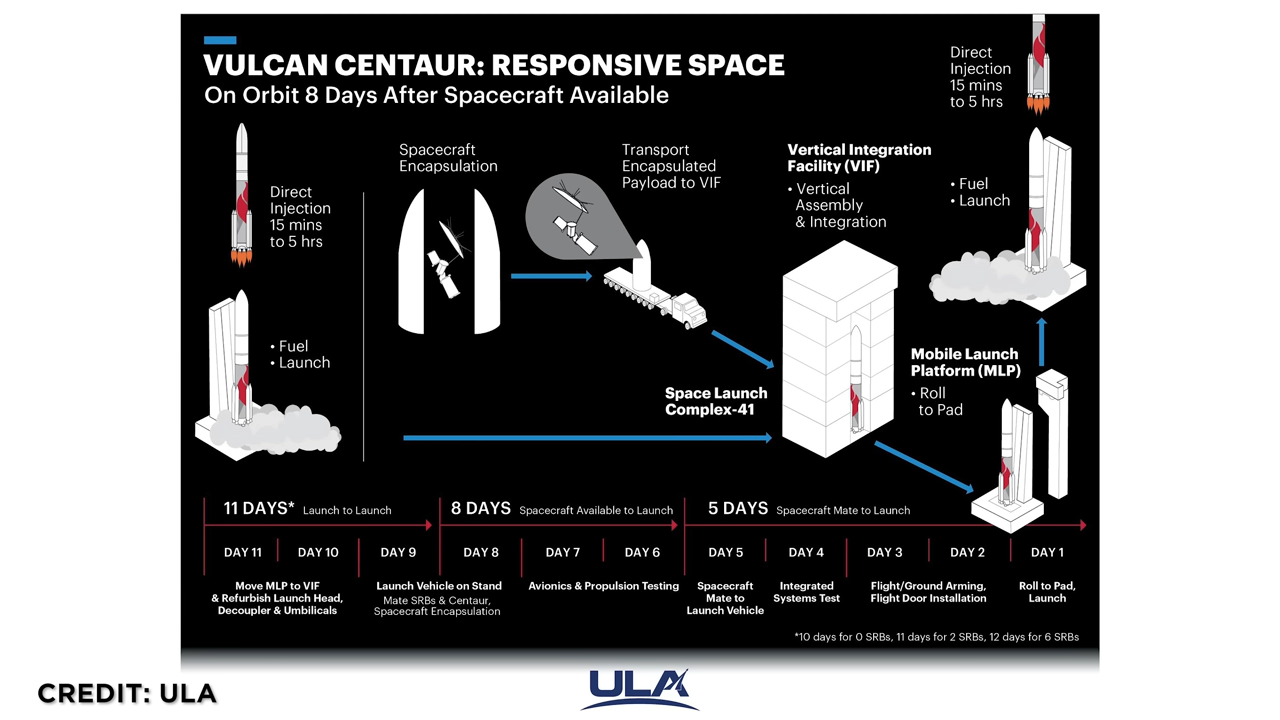 VULCAN CENTAUR: RESPONSIVE SPACE
On Orbit 8 Days After Spacecraft Available
Direct
Injection
15 mins
to 5 hrs
• Fuel
• Launch
Spacecraft
Encapsulation
Transport
Encapsulated
Payload to VIF
Vertical Integration
Facility (VIF)
• Vertical
Assembly
& Integration
Direct
Injection
15 mins
to 5 hrs
• Fuel
• Launch
Space Launch
Complex-41
Mobile Launch
Platform (MLP)
• Roll
to Pad
11 DAYS* Launch to Launch
8 DAYS Spacecraft Available to Launch
5 DAYS Spacecraft Mate to Launch
DAY 11
DAY 10
DAY 9
DAY 8
DAY 7
DAY 6
DAY 5
DAY 4
DAY 3
DAY 2
DAY 1
Move MLP to VIF
& Refurbish Launch Head,
Decoupler & Umbilicals
Launch Vehicle on Stand
Mate SRBs & Centaur,
Spacecraft Encapsulation
Avionics & Propulsion Testing
Spacecraft
Mate to
Launch Vehicle
Integrated
Systems Test
Flight/Ground Arming,
Flight Door Installation
Roll to Pad,
Launch
*10 days for 0 SRBs, 11 days for 2 SRBs, 12 days for 6 SRBs
CREDIT: ULA
ULA